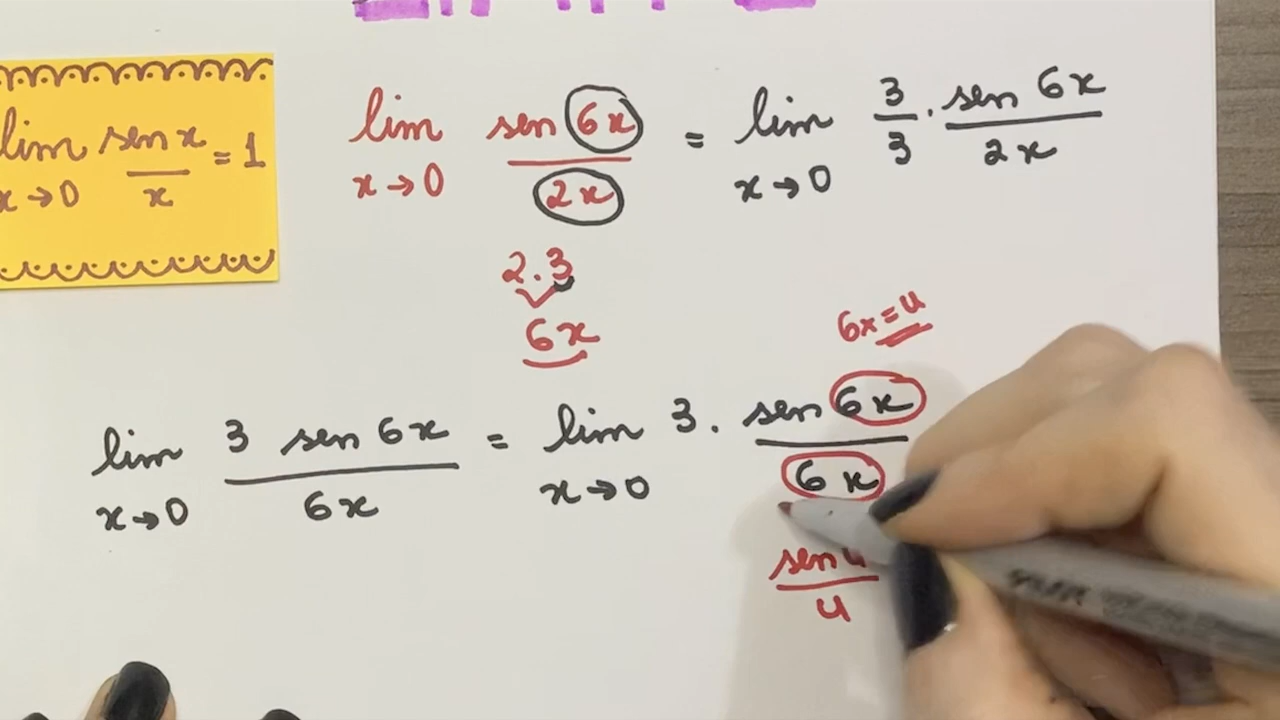 lim sen x / x = 1
x → 0
lim sen 6x / 2x = lim 3/3 . sen 6x / 2x
x → 0 x → 0
2.3
6x
6x = u
lim 3 sen 6x / 6x = lim 3 . sen 6x / 6x
x → 0 x → 0
sen u / u